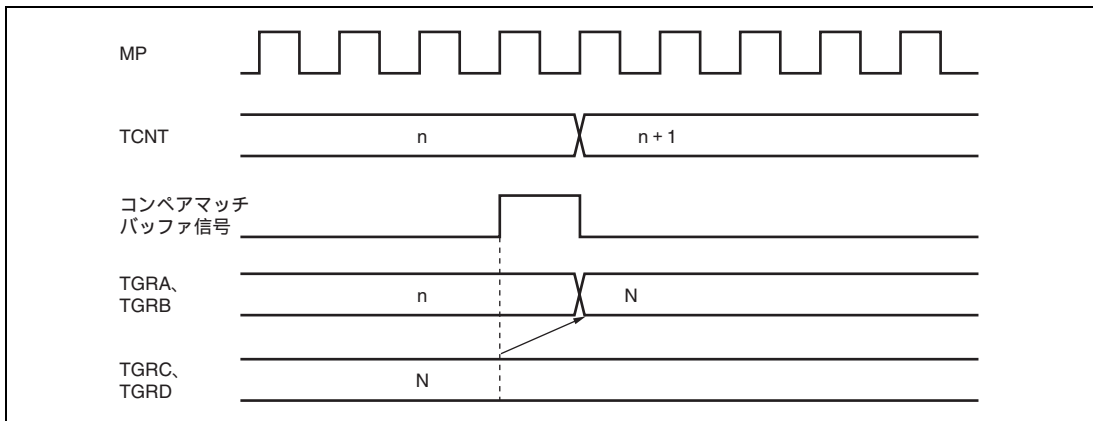 MP
TCNT
n
n + 1
コンペアマッチ
バッファ信号
TGRA、
TGRB
n
N
TGRC、
TGRD
N